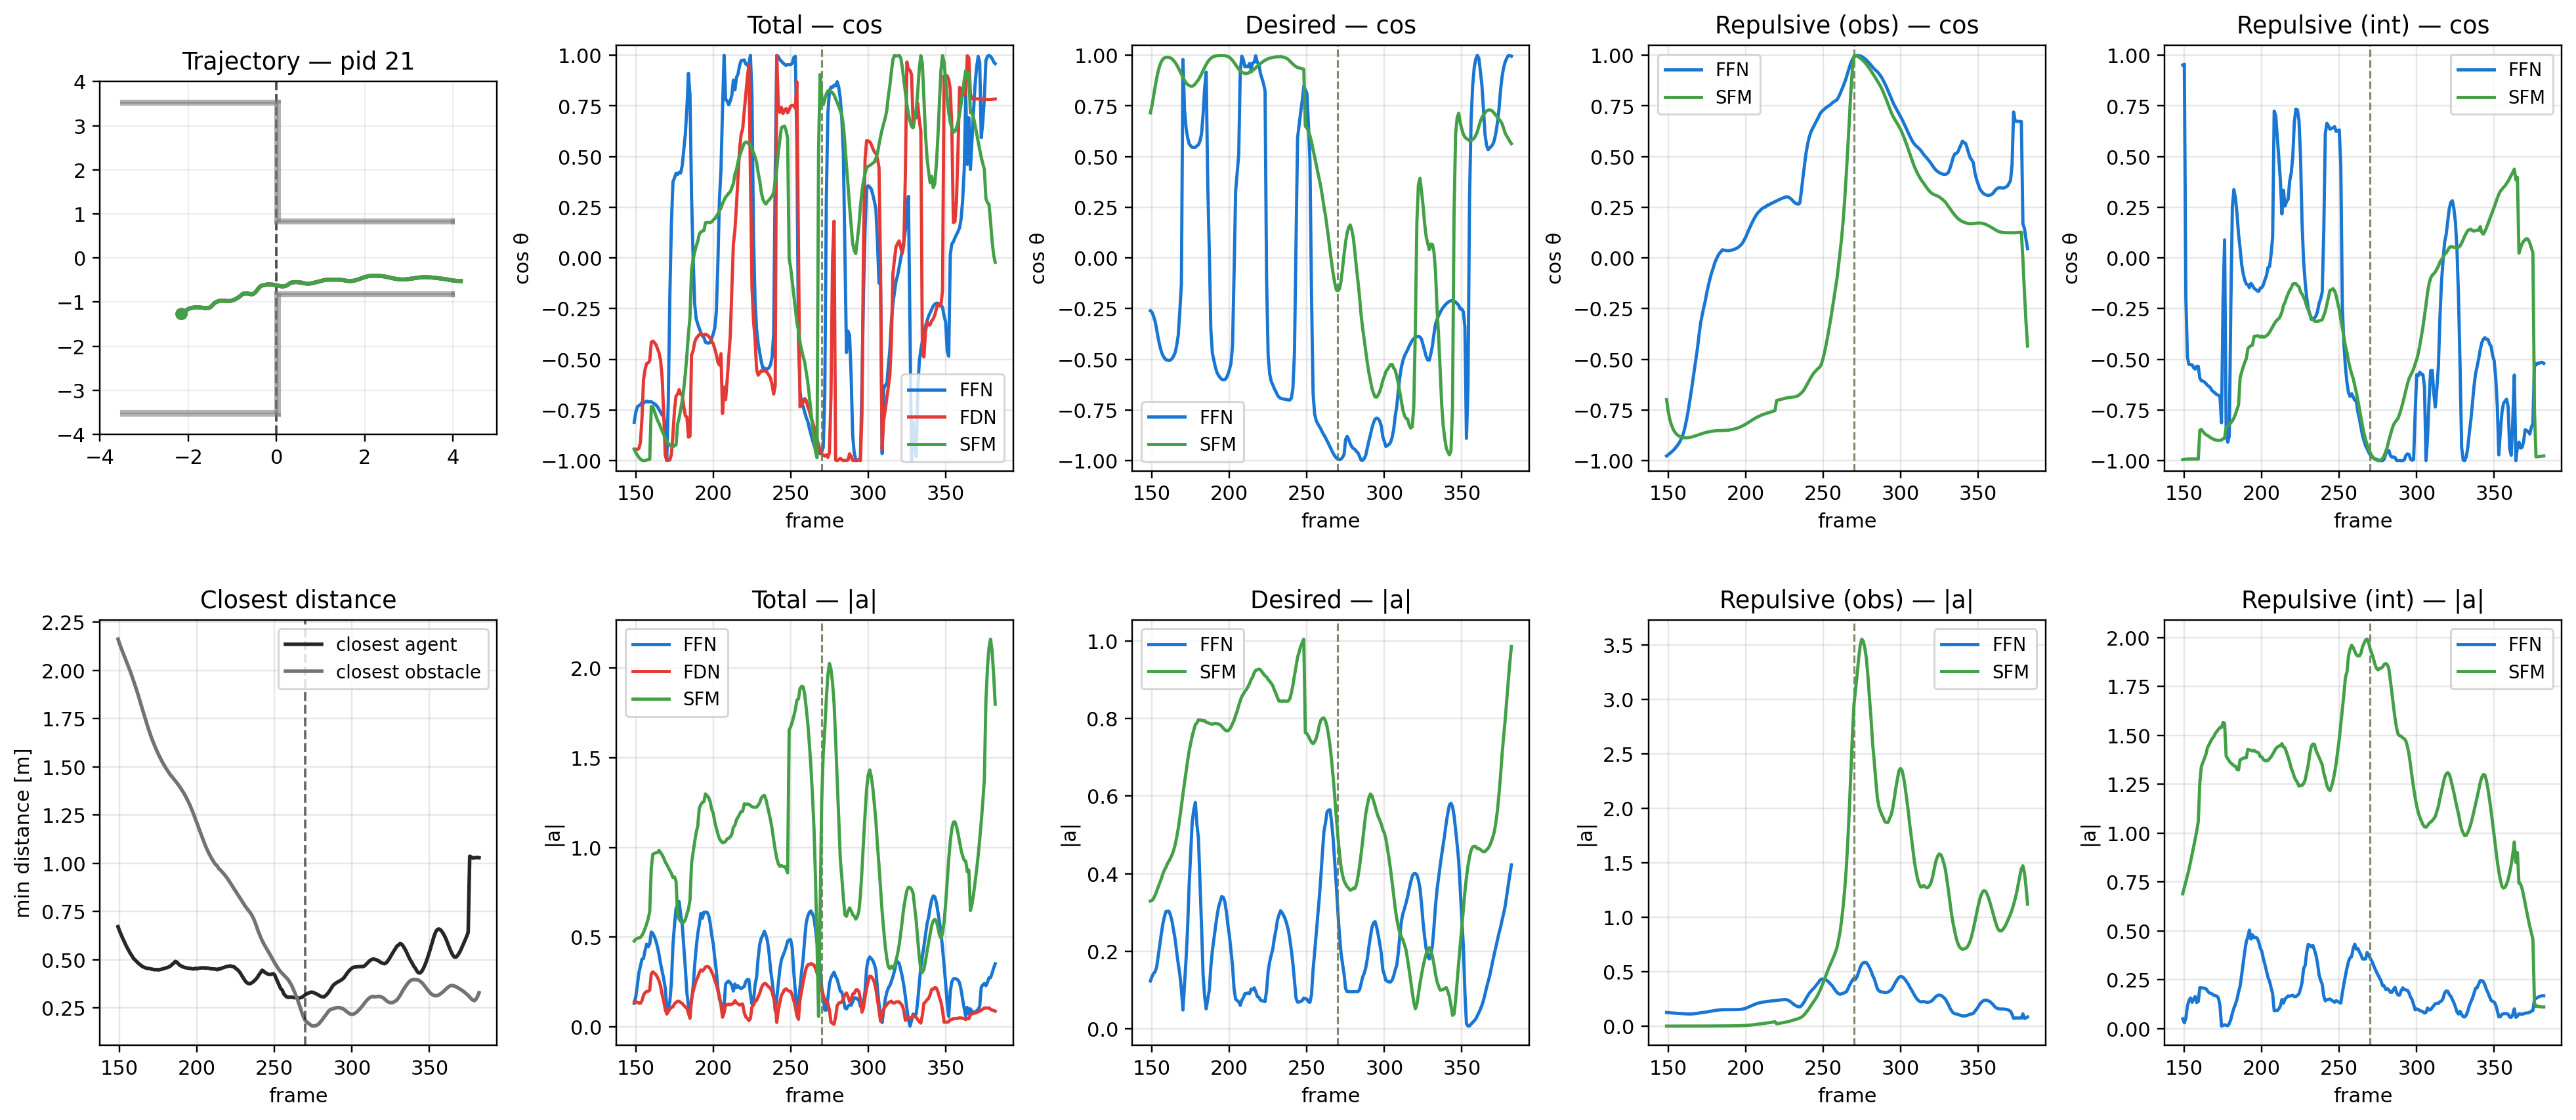 Trajectory — pid 21
4
3
2
1
0
−1
−2
−3
−4
−4 −2 0 2 4
Total — cos
cos θ
1.00
0.75
0.50
0.25
0.00
−0.25
−0.50
−0.75
−1.00
FFN
FDN
SFM
150 200 250 300 350
frame
Desired — cos
cos θ
1.00
0.75
0.50
0.25
0.00
−0.25
−0.50
−0.75
−1.00
FFN
SFM
150 200 250 300 350
frame
Repulsive (obs) — cos
cos θ
1.00
0.75
0.50
0.25
0.00
−0.25
−0.50
−0.75
−1.00
FFN
SFM
150 200 250 300 350
frame
Repulsive (int) — cos
cos θ
1.00
0.75
0.50
0.25
0.00
−0.25
−0.50
−0.75
−1.00
FFN
SFM
150 200 250 300 350
frame
Closest distance
min distance [m]
2.25
2.00
1.75
1.50
1.25
1.00
0.75
0.50
0.25
closest agent
closest obstacle
150 200 250 300 350
frame
Total — |a|
|a|
2.0
1.5
1.0
0.5
0.0
FFN
FDN
SFM
150 200 250 300 350
frame
Desired — |a|
|a|
1.0
0.8
0.6
0.4
0.2
0.0
FFN
SFM
150 200 250 300 350
frame
Repulsive (obs) — |a|
|a|
3.5
3.0
2.5
2.0
1.5
1.0
0.5
0.0
FFN
SFM
150 200 250 300 350
frame
Repulsive (int) — |a|
|a|
2.00
1.75
1.50
1.25
1.00
0.75
0.50
0.25
0.00
FFN
SFM
150 200 250 300 350
frame